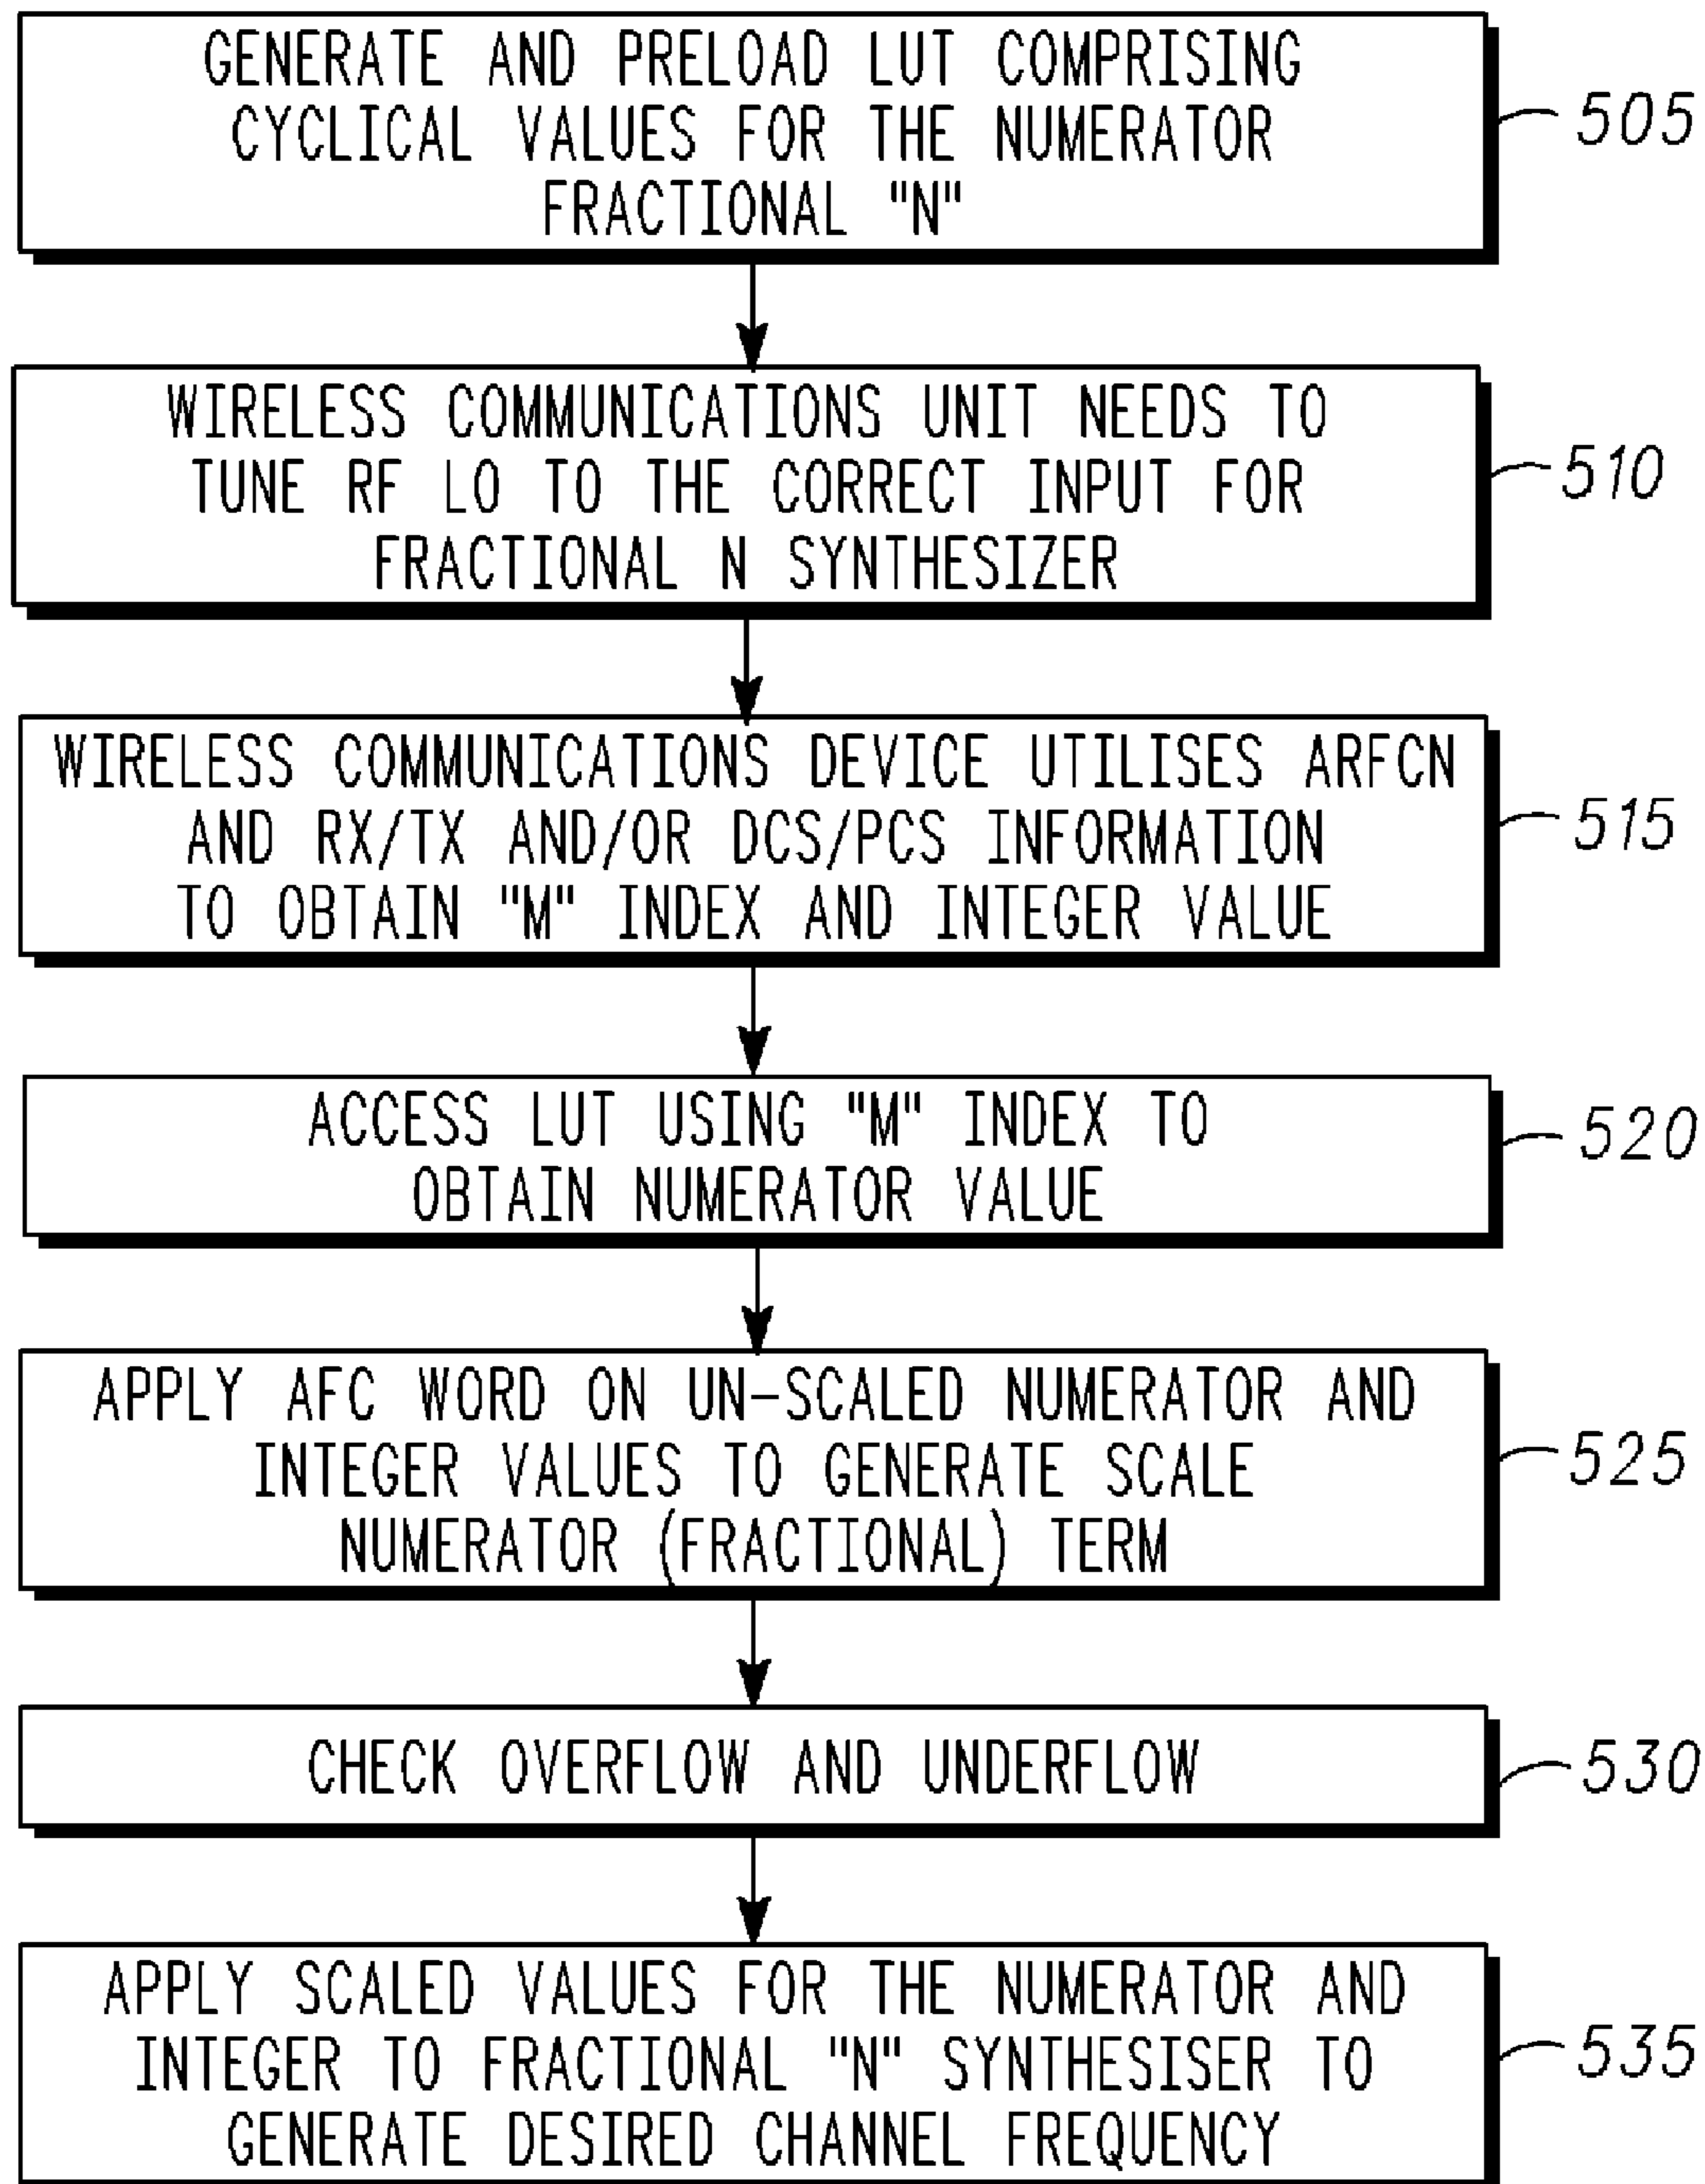 GENERATE AND PRELOAD LUT COMPRISING
CYCLICAL VALUES FOR THE NUMERATOR
FRACTIONAL "N"
505
WIRELESS COMMUNICATIONS UNIT NEEDS TO
TUNE RF LO TO THE CORRECT INPUT FOR
FRACTIONAL N SYNTHESIZER
510
WIRELESS COMMUNICATIONS DEVICE UTILISES ARFCN
AND RX/TX AND/OR DCS/PCS INFORMATION
TO OBTAIN "M" INDEX AND INTEGER VALUE
515
ACCESS LUT USING "M" INDEX TO
OBTAIN NUMERATOR VALUE
520
APPLY AFC WORD ON UN-SCALED NUMERATOR AND
INTEGER VALUES TO GENERATE SCALE
NUMERATOR (FRACTIONAL) TERM
525
CHECK OVERFLOW AND UNDERFLOW
530
APPLY SCALED VALUES FOR THE NUMERATOR AND
INTEGER TO FRACTIONAL "N" SYNTHESISER TO
GENERATE DESIRED CHANNEL FREQUENCY
535